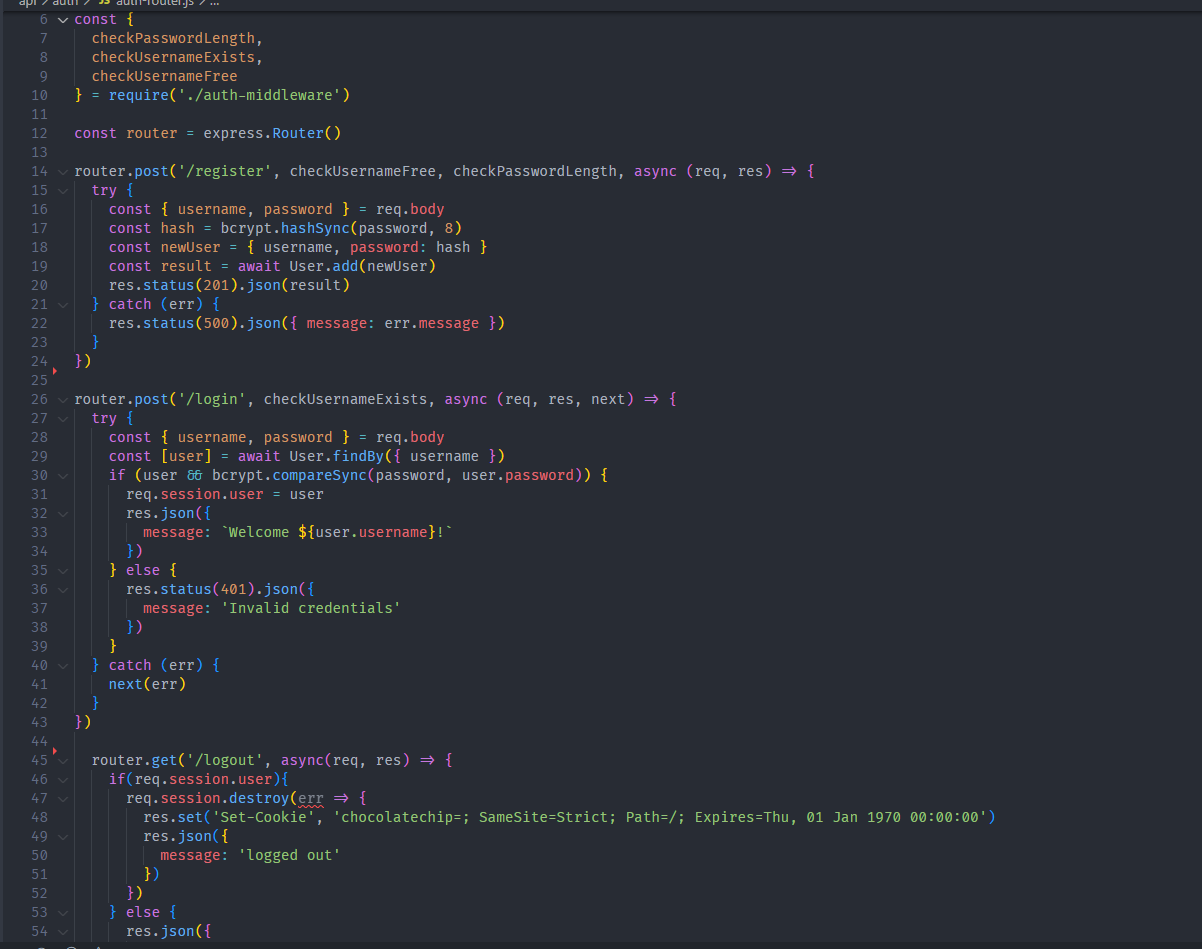 api > auth > JS auth-router.js > ...
6 const {
7   checkPasswordLength,
8   checkUsernameExists,
9   checkUsernameFree
10 } = require('./auth-middleware')
11
12 const router = express.Router()
13
14 router.post('/register', checkUsernameFree, checkPasswordLength, async (req, res) => {
15   try {
16     const { username, password } = req.body
17     const hash = bcrypt.hashSync(password, 8)
18     const newUser = { username, password: hash }
19     const result = await User.add(newUser)
20     res.status(201).json(result)
21   } catch (err) {
22     res.status(500).json({ message: err.message })
23   }
24 })
25
26 router.post('/login', checkUsernameExists, async (req, res, next) => {
27   try {
28     const { username, password } = req.body
29     const [user] = await User.findBy({ username })
30     if (user && bcrypt.compareSync(password, user.password)) {
31       req.session.user = user
32       res.json({
33         message: `Welcome ${user.username}!`
34       })
35     } else {
36       res.status(401).json({
37         message: 'Invalid credentials'
38       })
39     }
40   } catch (err) {
41     next(err)
42   }
43 })
44
45   router.get('/logout', async(req, res) => {
46     if(req.session.user){
47       req.session.destroy(err => {
48         res.set('Set-Cookie', 'chocolatechip=; SameSite=Strict; Path=/; Expires=Thu, 01 Jan 1970 00:00:00')
49         res.json({
50           message: 'logged out'
51         })
52       })
53     } else {
54       res.json({